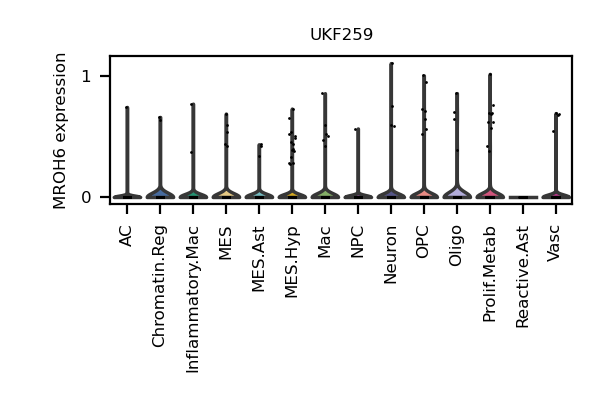 UKF259
MROH6 expression
1
0
AC
Chromatin.Reg
Inflammatory.Mac
MES
MES.Ast
MES.Hyp
Mac
NPC
Neuron
OPC
Oligo
Prolif.Metab
Reactive.Ast
Vasc